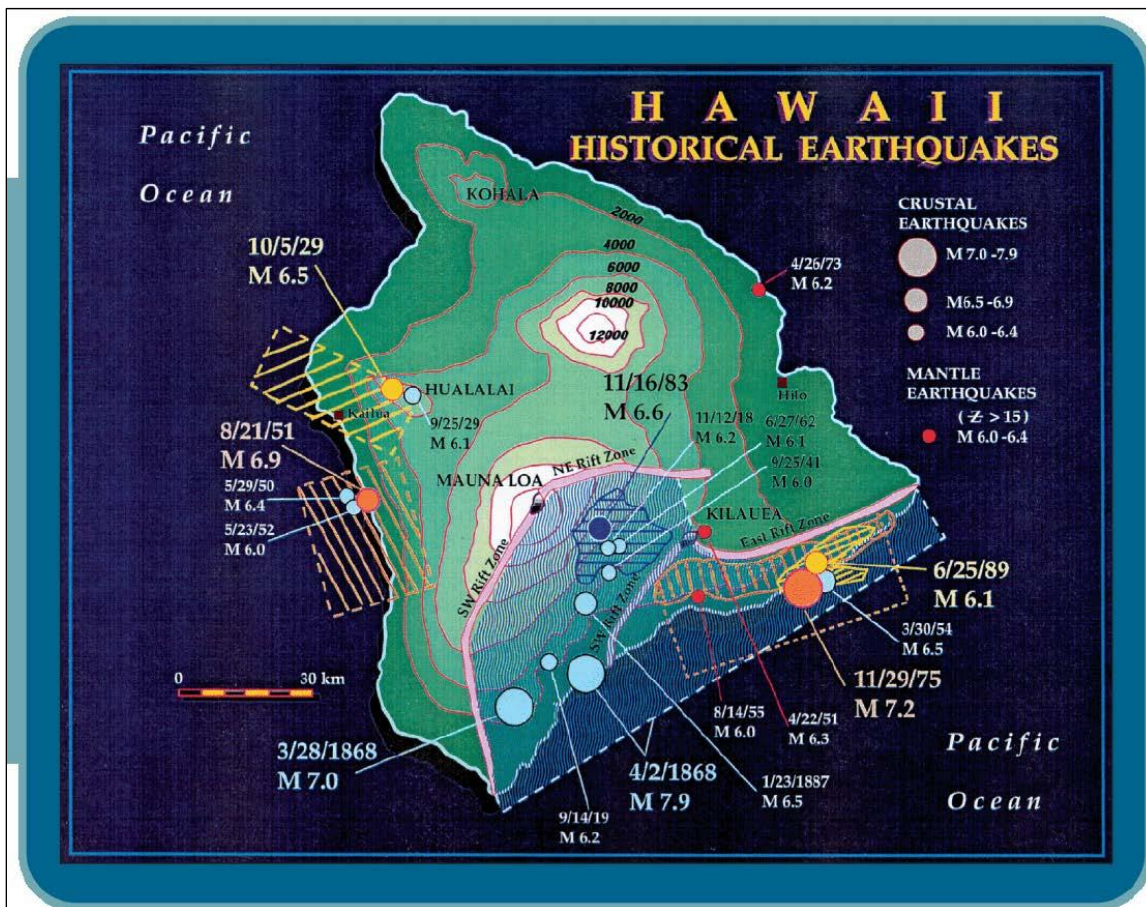 H A W A I I
HISTORICAL EARTHQUAKES
Pacific
Ocean
KOHALA
2000
4000
6000
8000
10000
12000
CRUSTAL
EARTHQUAKES
M 7.0 -7.9
M6.5 -6.9
M 6.0 -6.4
MANTLE
EARTHQUAKES
( Z > 15 )
M 6.0 -6.4
10/5/29
M 6.5
4/26/73
M 6.2
HUALALAI
Kailua
9/25/29
M 6.1
Hilo
11/16/83
M 6.6
11/12/18
M 6.2
6/27/62
M 6.1
9/25/41
M 6.0
8/21/51
M 6.9
5/29/50
M 6.4
5/23/52
M 6.0
MAUNA LOA
NE Rift Zone
KILAUEA
East Rift Zone
SW Rift Zone
SW Rift Zone
6/25/89
M 6.1
3/30/54
M 6.5
11/29/75
M 7.2
0 30 km
8/14/55
M 6.0
4/22/51
M 6.3
3/28/1868
M 7.0
4/2/1868
M 7.9
1/23/1887
M 6.5
9/14/19
M 6.2
Pacific
Ocean